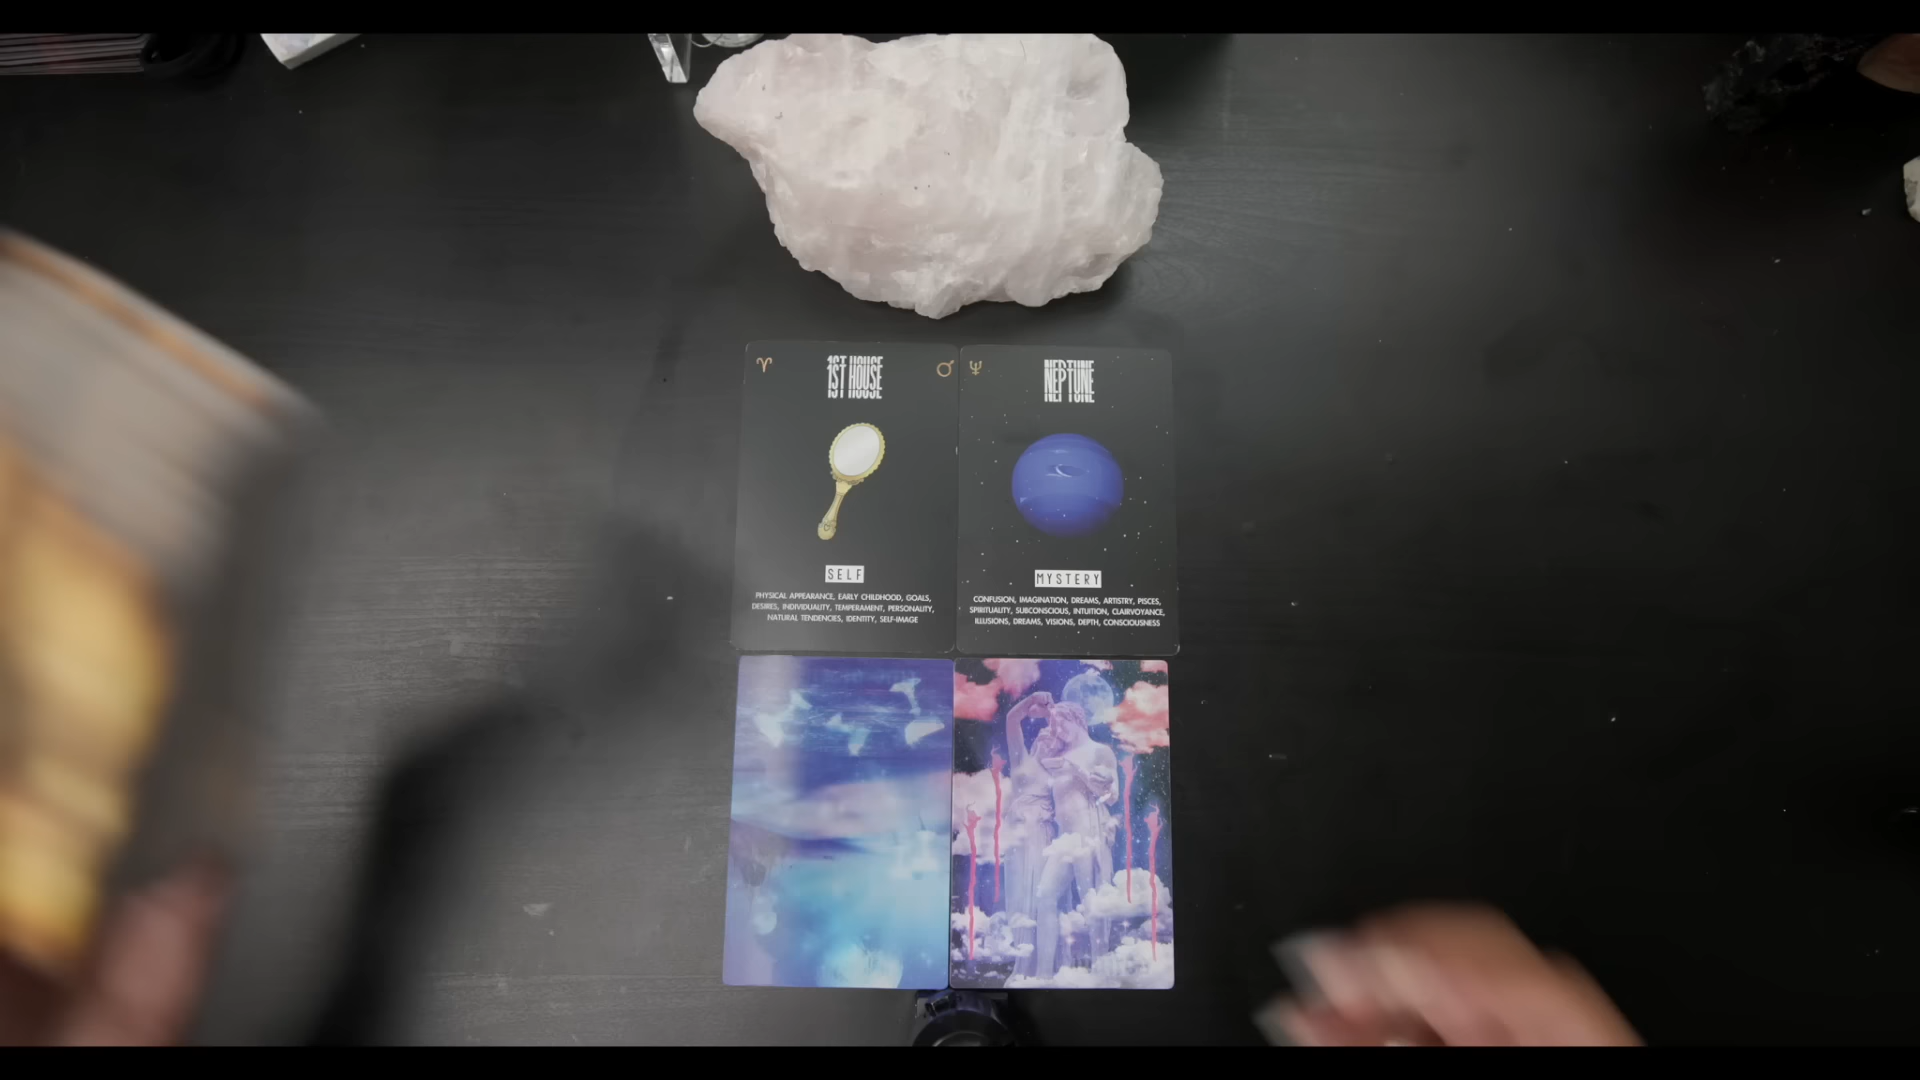 1ST HOUSE
SELF
PHYSICAL APPEARANCE, EARLY CHILDHOOD, GOALS,
DESIRES, INDIVIDUALITY, TEMPERAMENT, PERSONALITY,
NATURAL TENDENCIES, IDENTITY, SELF-IMAGE
NEPTUNE
MYSTERY
CONFUSION, IMAGINATION, DREAMS, ARTISTRY, PISCES,
SPIRITUALITY, SUBCONSCIOUS, INTUITION, CLAIRVOYANCE,
ILLUSIONS, DREAMS, VISIONS, DEPTH, CONSCIOUSNESS